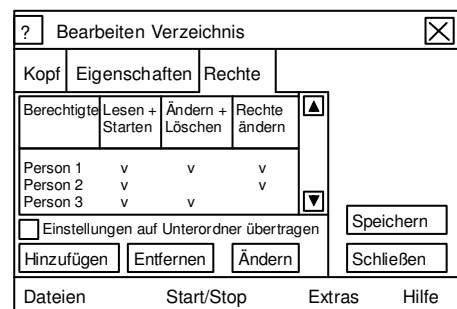 ? Bearbeiten Verzeichnis
Kopf Eigenschaften Rechte
Berechtigte Lesen + Ändern + Rechte
Starten Löschen ändern
Person 1 v v v
Person 2 v v
Person 3 v v
Einstellungen auf Unterordner übertragen
Speichern
Hinzufügen Entfernen Ändern Schließen
Dateien Start/Stop Extras Hilfe